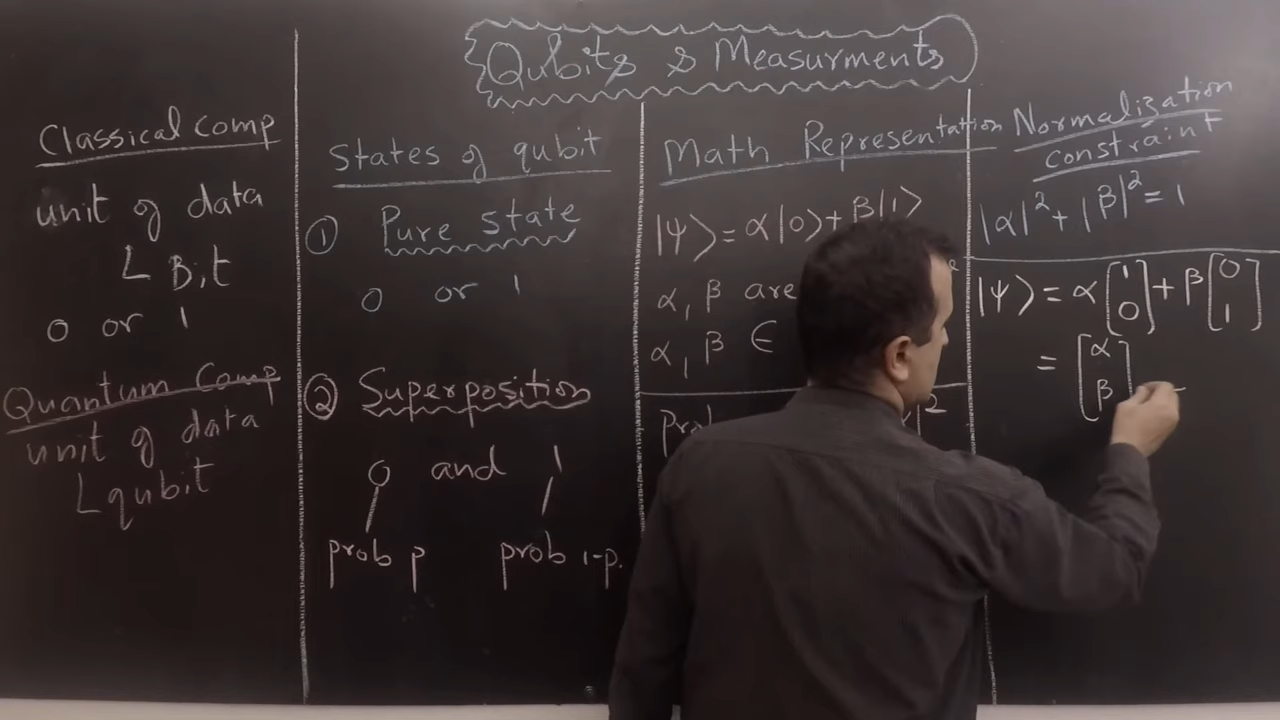 Qubits & Measurments
Classical Comp
unit of data
Bit
0 or 1
Quantum Comp
unit of data
qubit
States of qubit
① Pure state
0 or 1
② Superposition
0 and 1
prob p prob 1-p.
Math Representation
|ψ⟩ = α|0⟩ + β|1⟩
α, β are
α, β ∈
Normalization
constraint
|α|² + |β|² = 1
|ψ⟩ = α [1 0] + β [0 1]
= [α β]